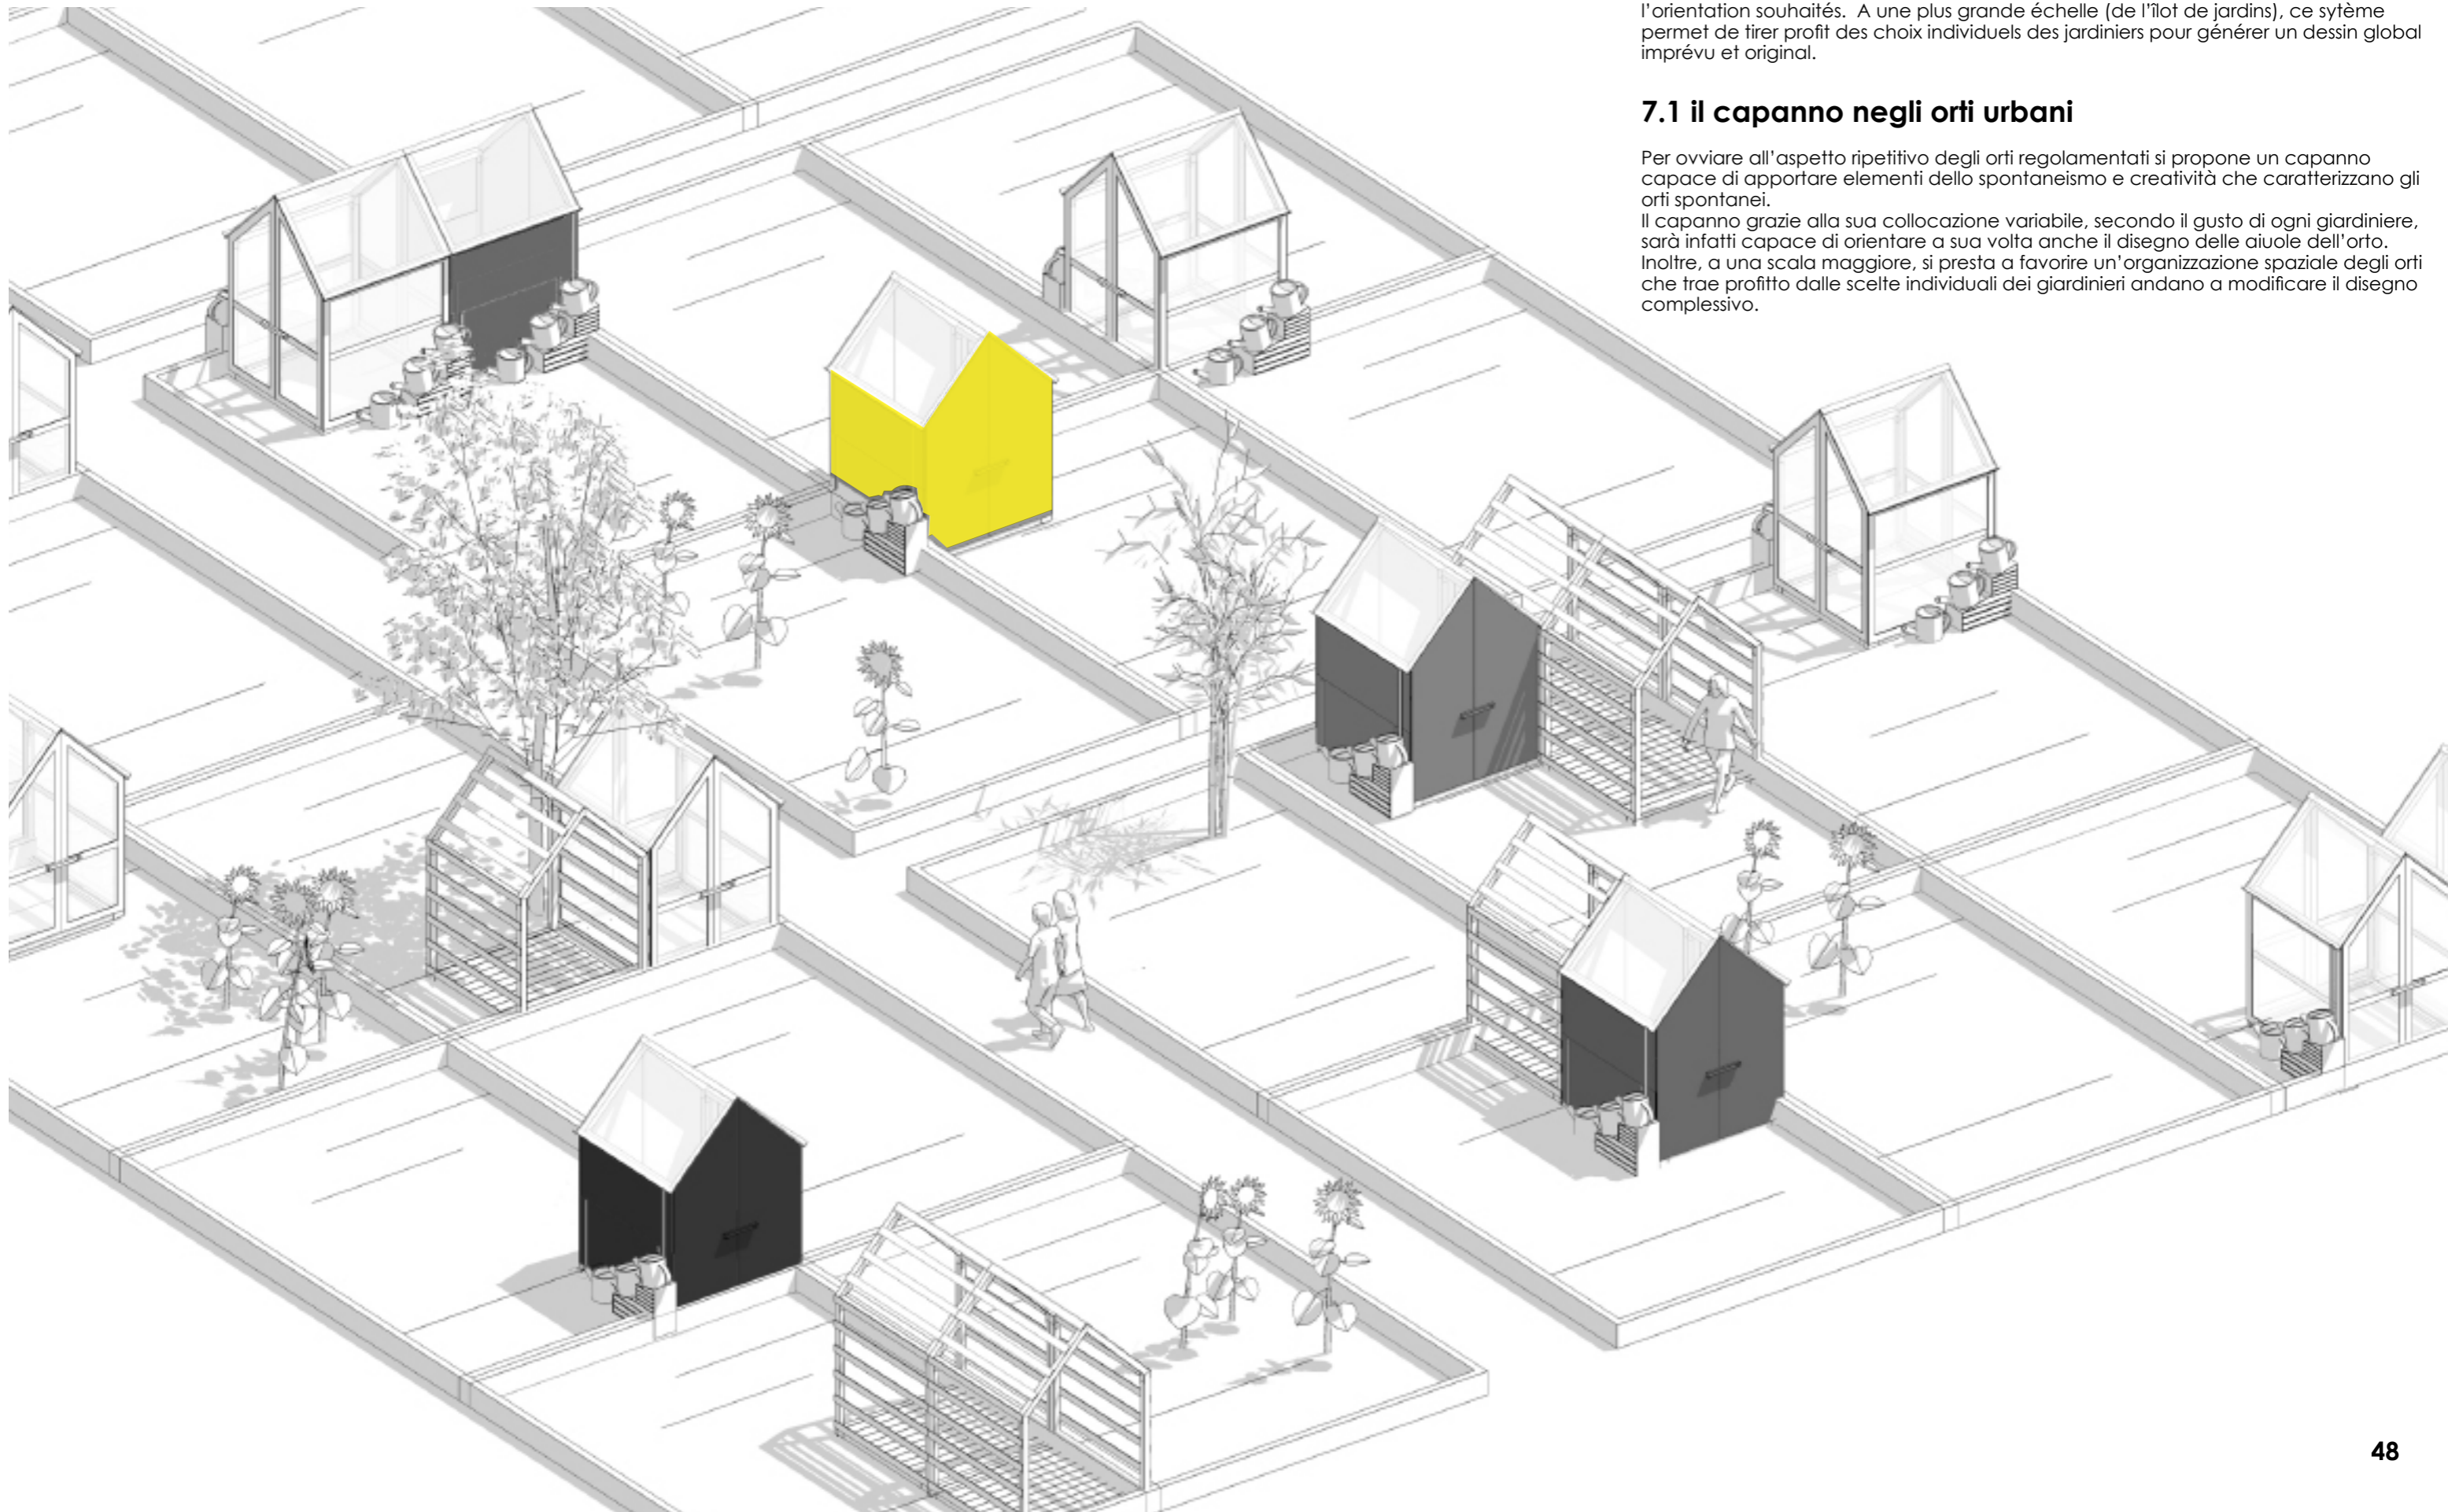 l'orientation souhaités.  A une plus grande échelle (de l'îlot de jardins), ce sytème
permet de tirer profit des choix individuels des jardiniers pour générer un dessin global
imprévu et original.
7.1 il capanno negli orti urbani
Per ovviare all'aspetto ripetitivo degli orti regolamentati si propone un capanno
capace di apportare elementi dello spontaneismo e creatività che caratterizzano gli
orti spontanei.
Il capanno grazie alla sua collocazione variabile, secondo il gusto di ogni giardiniere,
sarà infatti capace di orientare a sua volta anche il disegno delle aiuole dell'orto.
Inoltre, a una scala maggiore, si presta a favorire un'organizzazione spaziale degli orti
che trae profitto dalle scelte individuali dei giardinieri andano a modificare il disegno
complessivo.
48